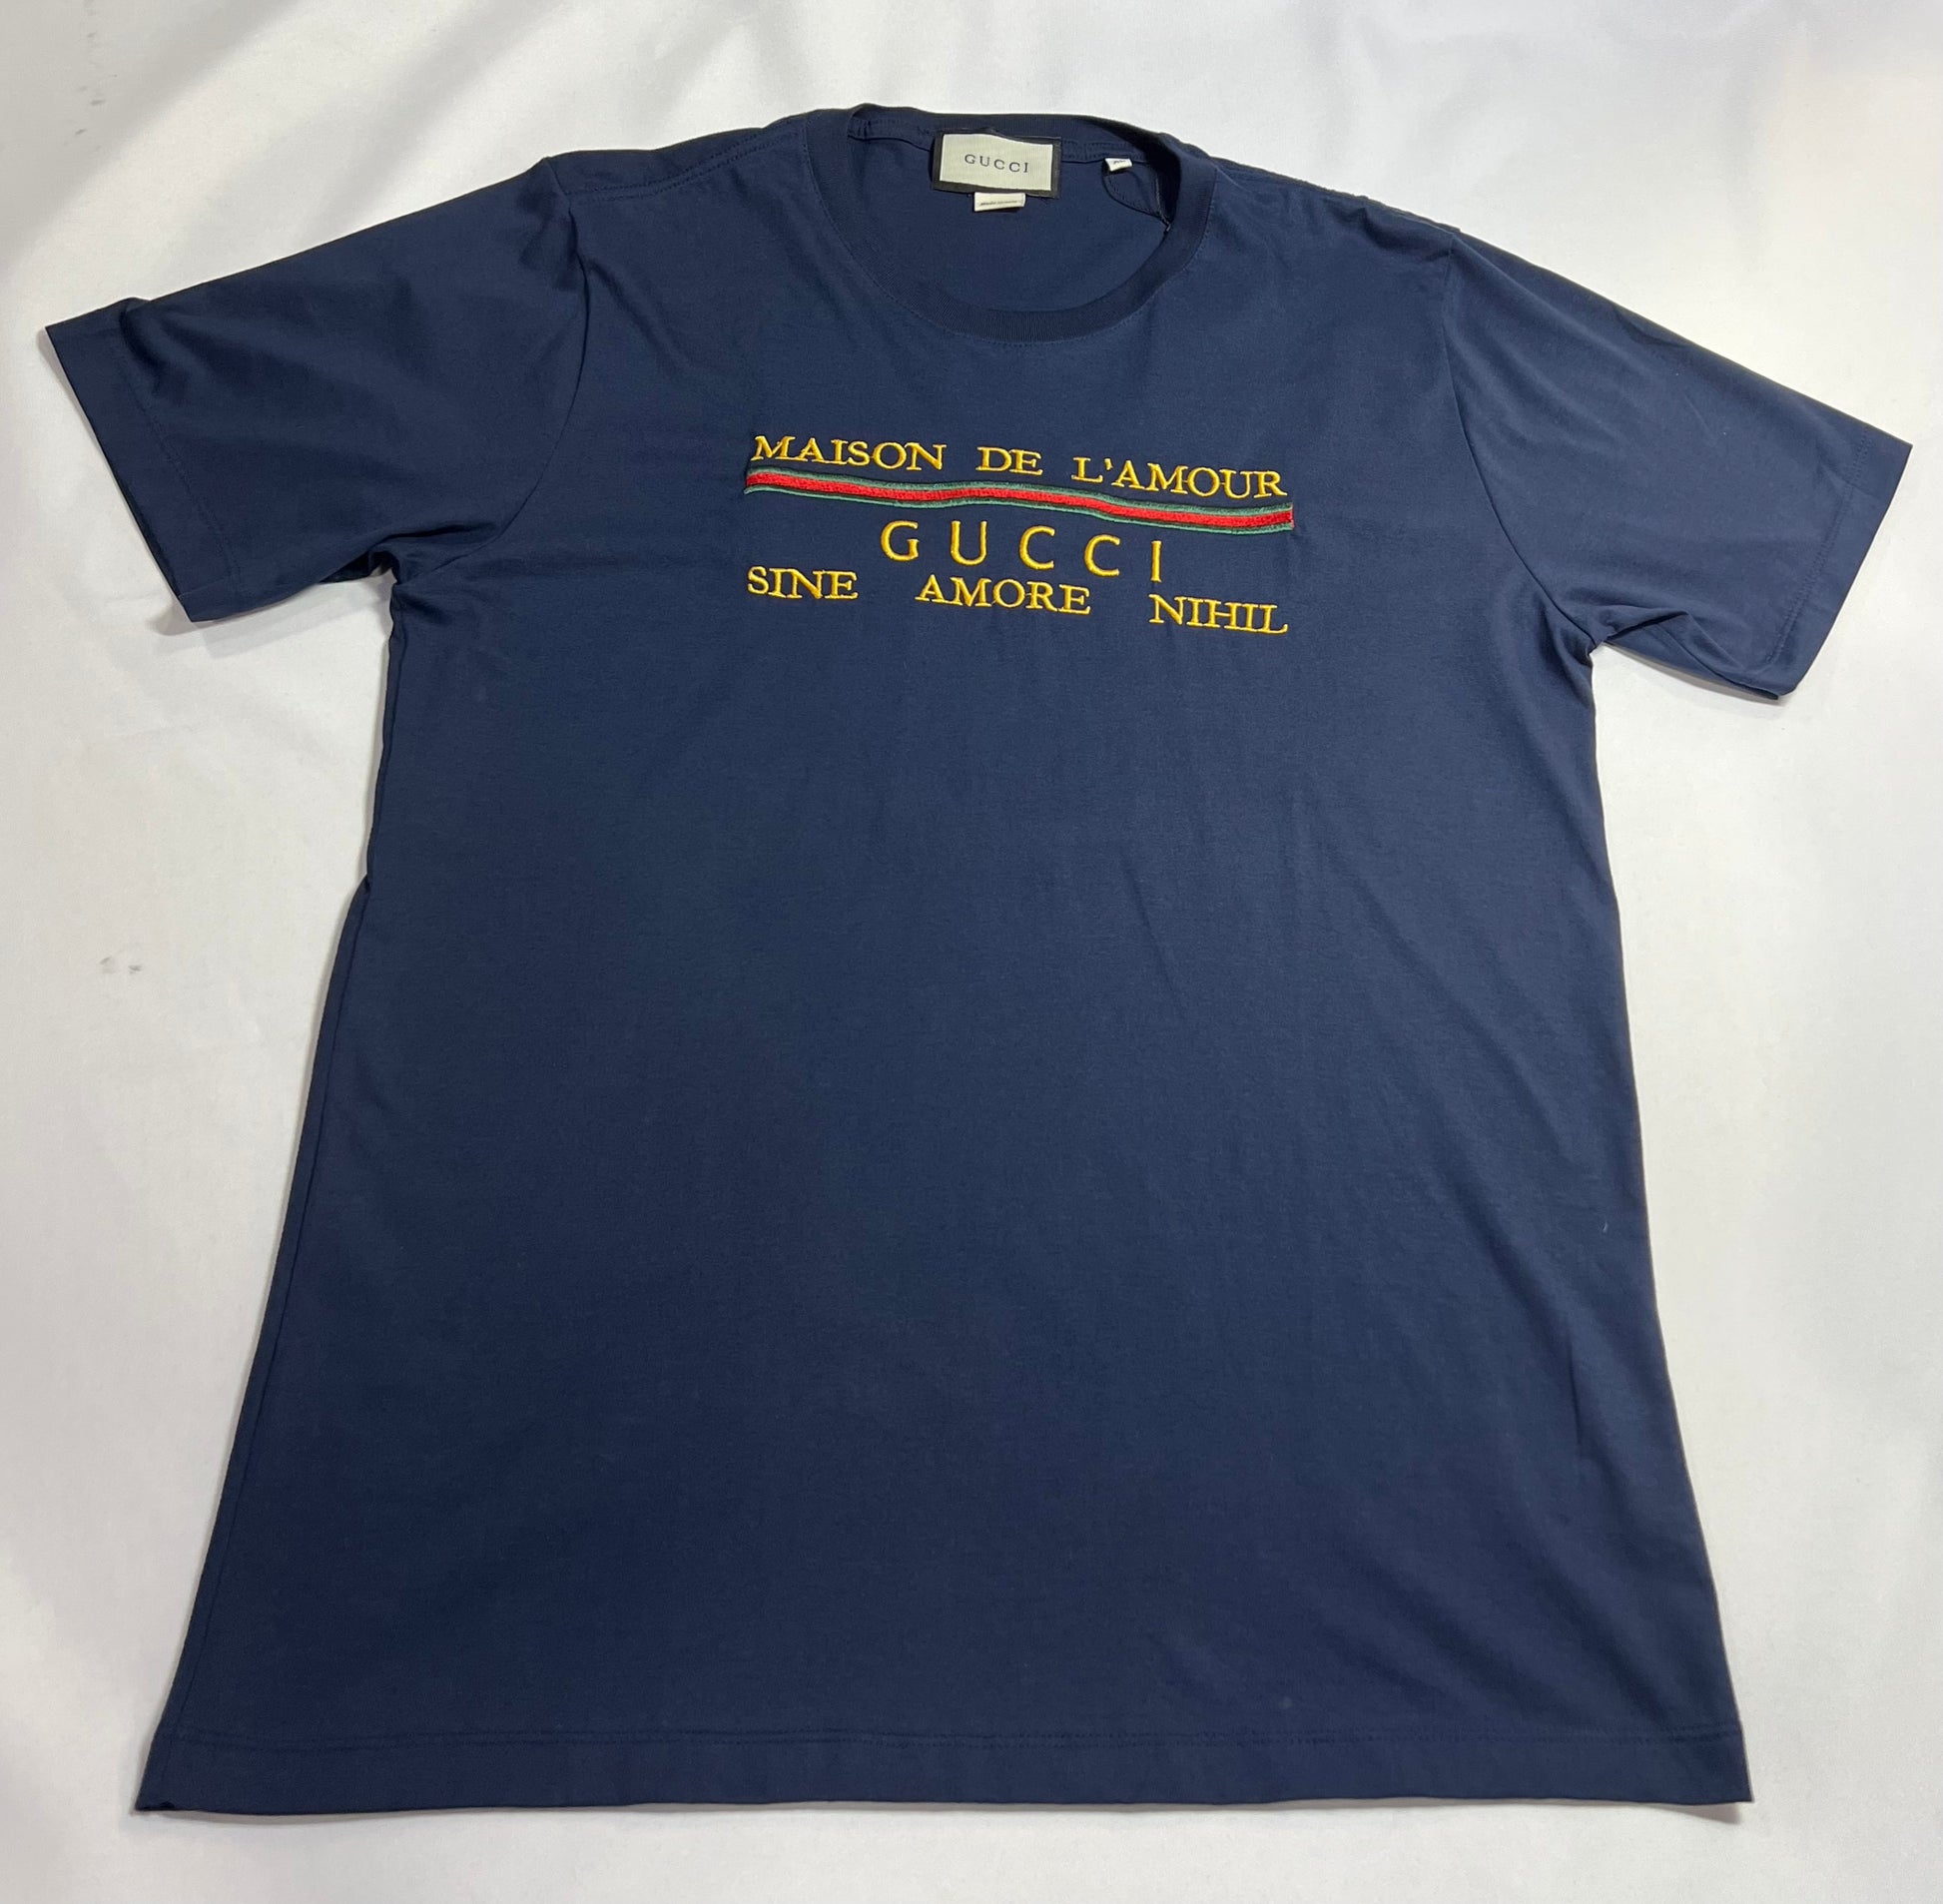 GUCCI
MAISON DE L'AMOUR
GUCCI
SINE AMORE NIHIL